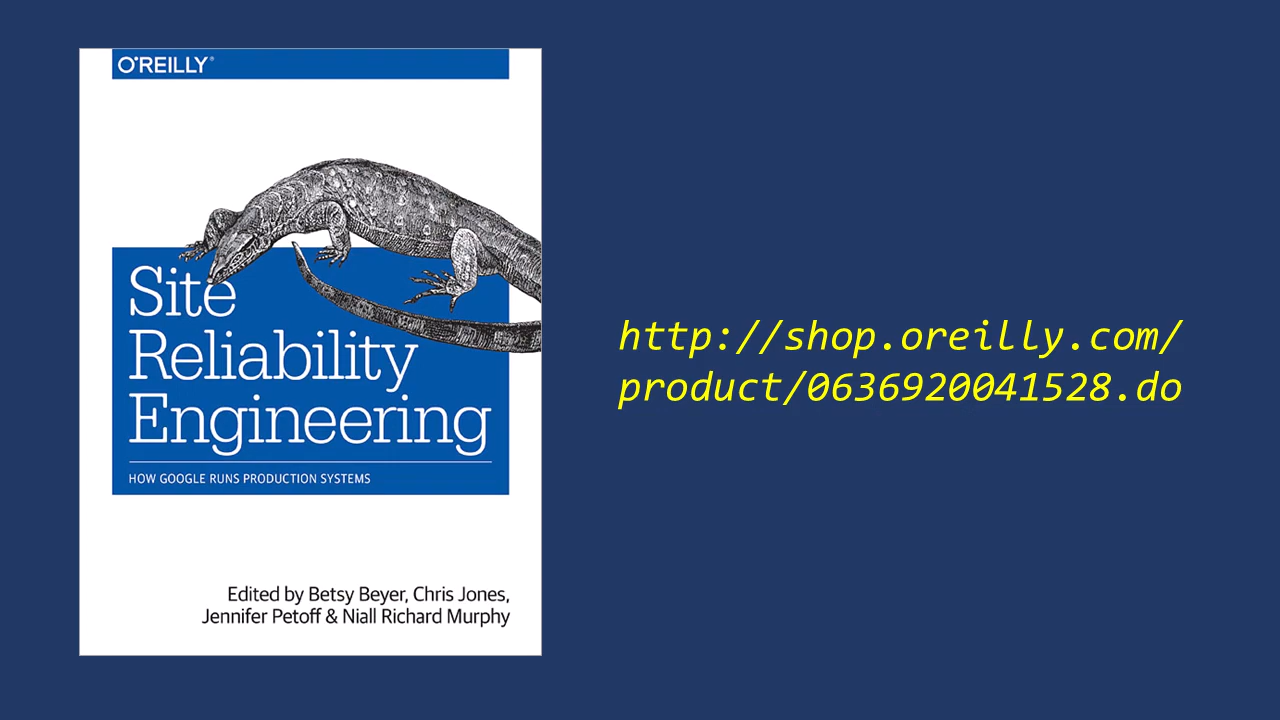 O'REILLY®
Site
Reliability
Engineering
HOW GOOGLE RUNS PRODUCTION SYSTEMS
Edited by Betsy Beyer, Chris Jones,
Jennifer Petoff & Niall Richard Murphy
http://shop.oreilly.com/
product/0636920041528.do